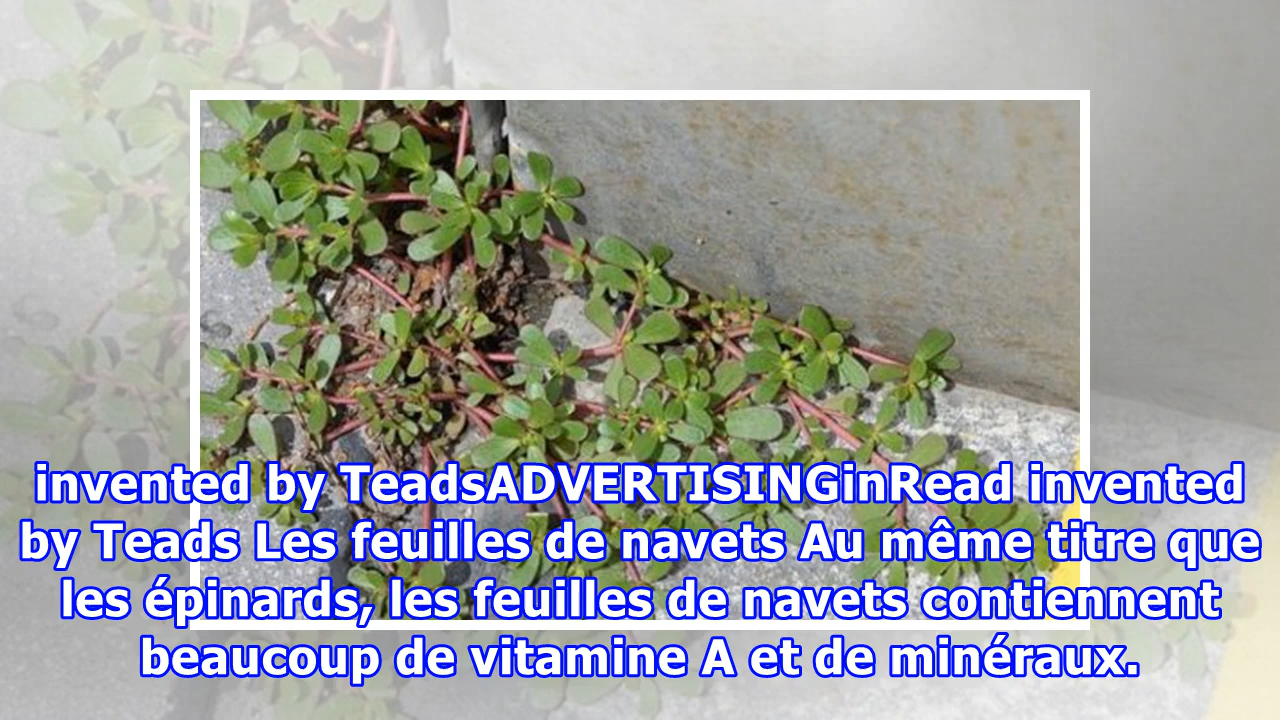 invented by TeadsADVERTISINGinRead invented
by Teads Les feuilles de navets Au même titre que
les épinards, les feuilles de navets contiennent
beaucoup de vitamine A et de minéraux.